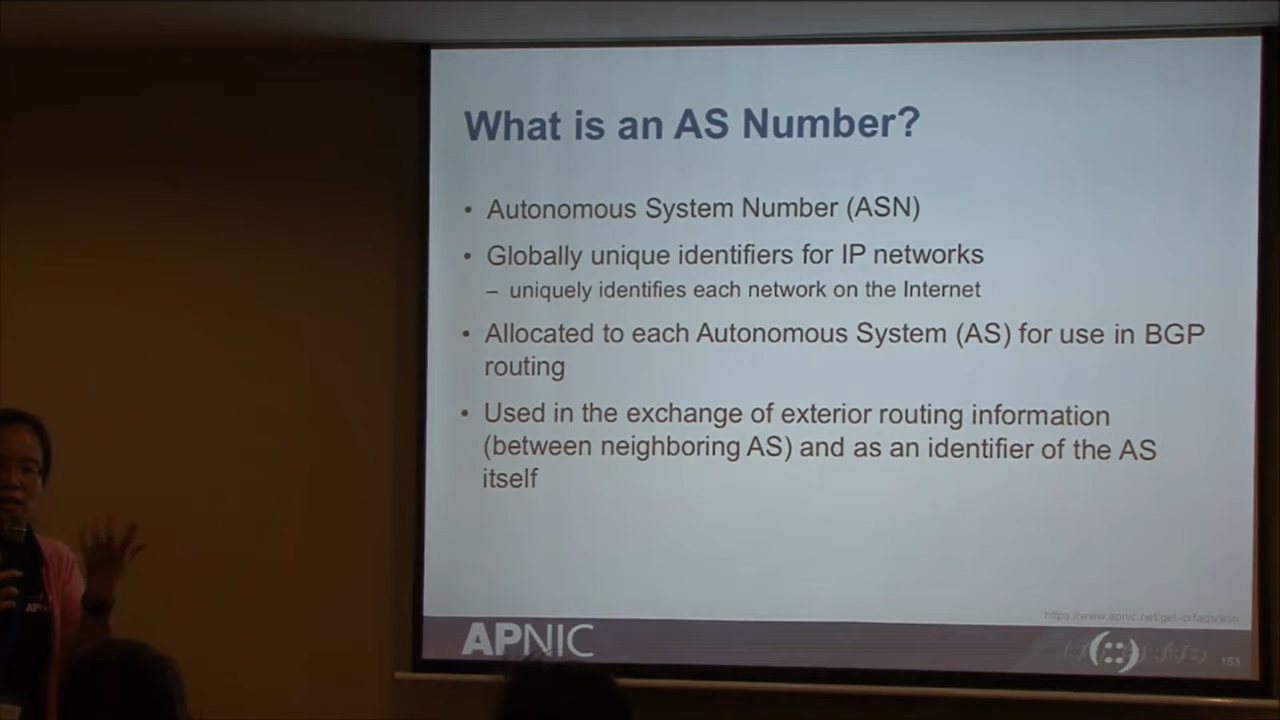 What is an AS Number?
• Autonomous System Number (ASN)
• Globally unique identifiers for IP networks
– uniquely identifies each network on the Internet
• Allocated to each Autonomous System (AS) for use in BGP
routing
• Used in the exchange of exterior routing information
(between neighboring AS) and as an identifier of the AS
itself
https://www.apnic.net/get-ip/faqs/asn
APNIC
(::)
153